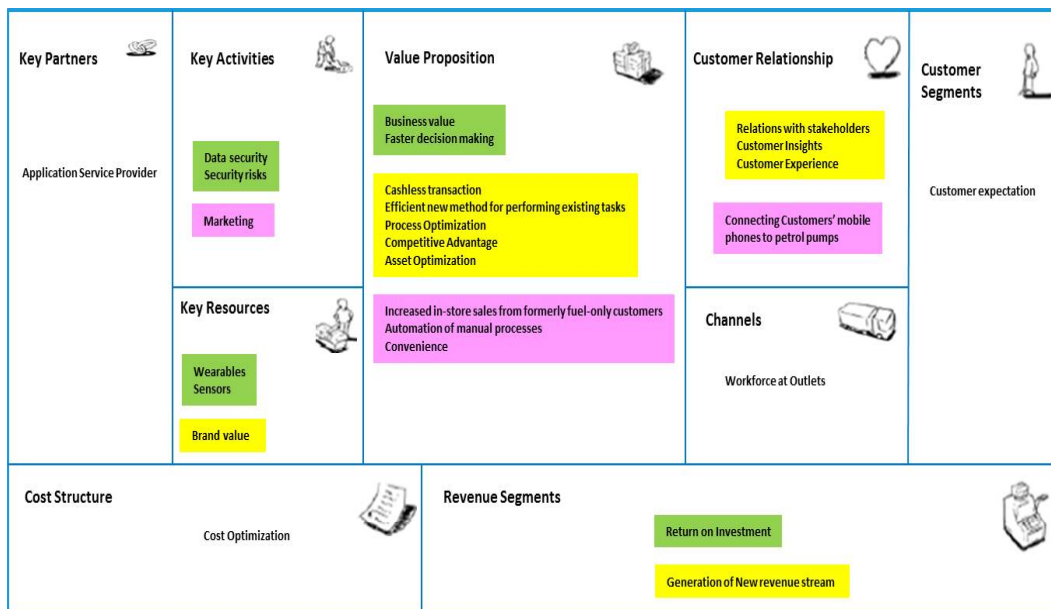 Key Partners
Application Service Provider
Key Activities
Data security
Security risks
Marketing
Key Resources
Wearables
Sensors
Brand value
Value Proposition
Business value
Faster decision making
Cashless transaction
Efficient new method for performing existing tasks
Process Optimization
Competitive Advantage
Asset Optimization
Increased in-store sales from formerly fuel-only customers
Automation of manual processes
Convenience
Customer Relationship
Relations with stakeholders
Customer Insights
Customer Experience
Connecting Customers' mobile
phones to petrol pumps
Channels
Workforce at Outlets
Customer
Segments
Customer expectation
Cost Structure
Cost Optimization
Revenue Segments
Return on Investment
Generation of New revenue stream